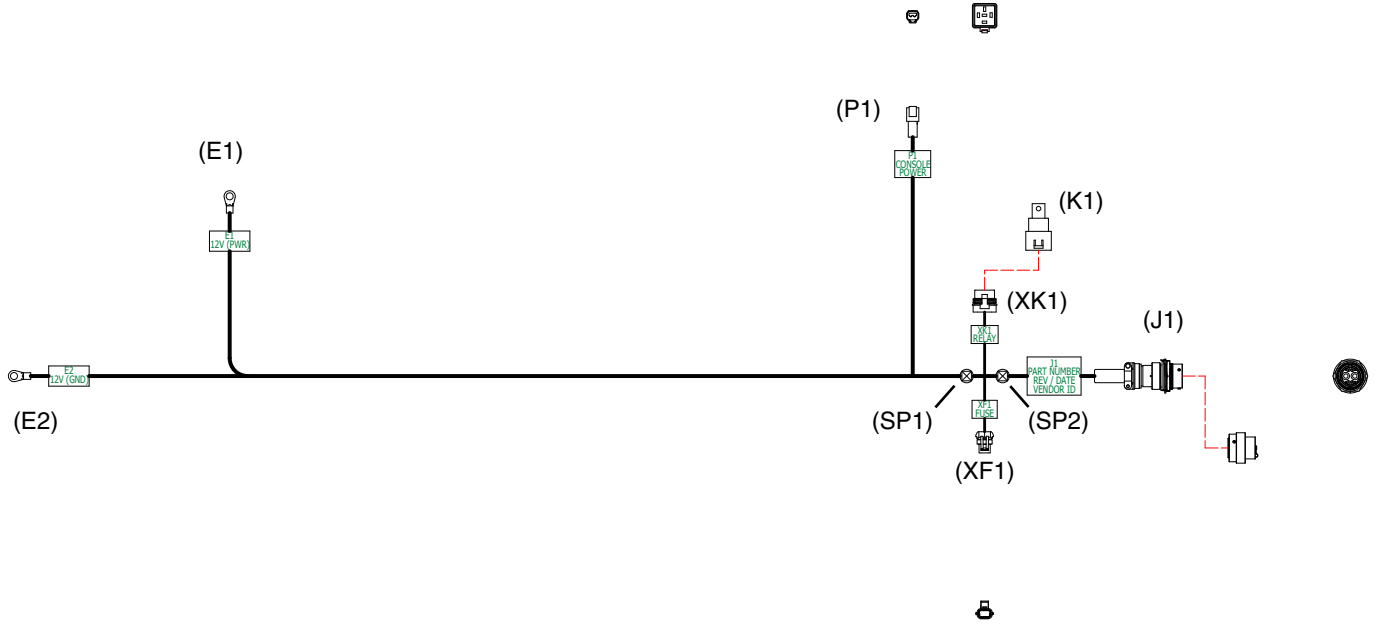 (P1)
(E1)
P1
CONSOLE
POWER
(K1)
E1
12V (PWR)
(XK1)
(J1)
XK1
RELAY
E2
12V (GND)
J1
PART NUMBER
REV / DATE
VENDOR ID
XF1
FUSE
(E2)
(SP1)
(SP2)
(XF1)